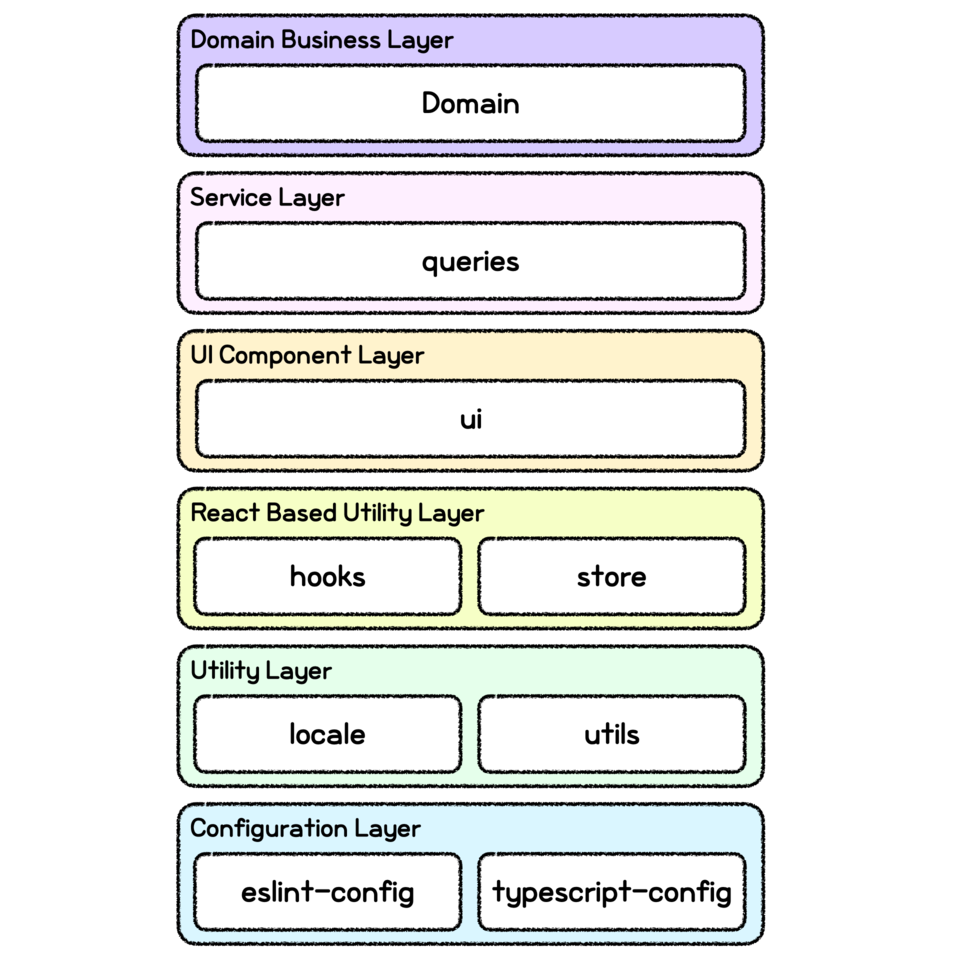 Domain Business Layer
Domain
Service Layer
queries
UI Component Layer
ui
React Based Utility Layer
hooks
store
Utility Layer
locale
utils
Configuration Layer
eslint-config
typescript-config